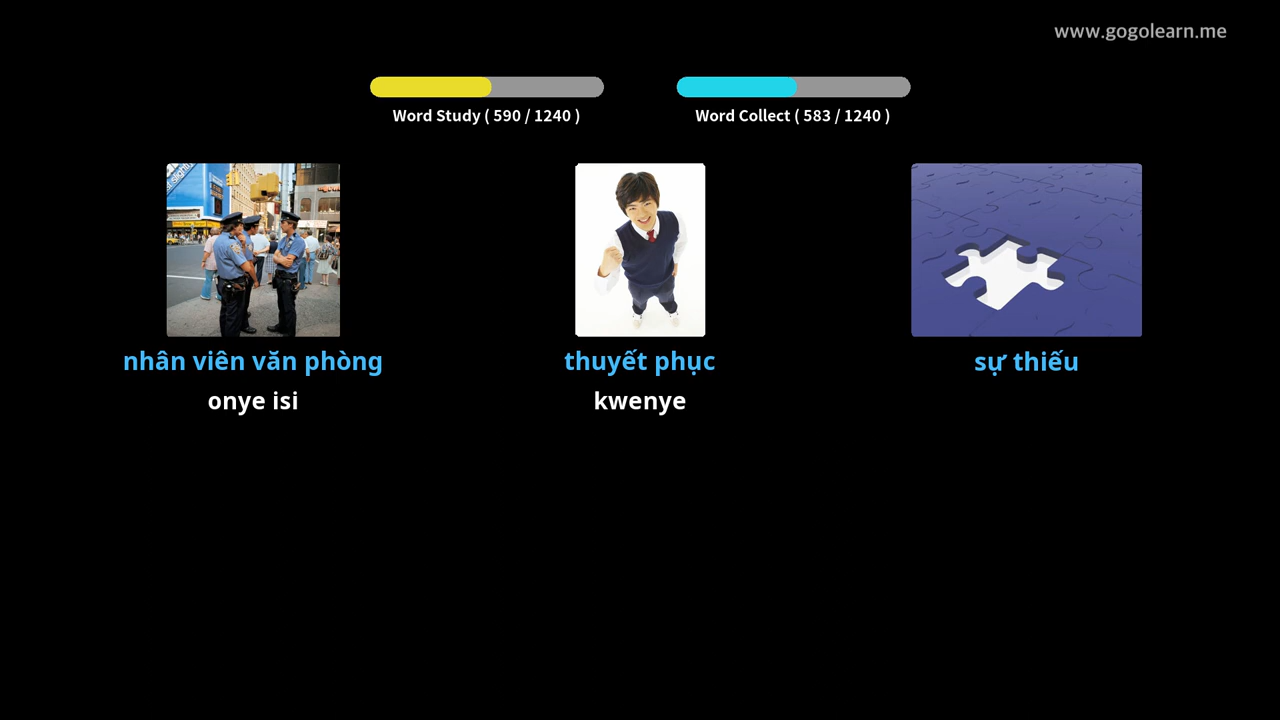 www.gogolearn.me
Word Study ( 590 / 1240 )
Word Collect ( 583 / 1240 )
nhân viên văn phòng
onye isi
thuyết phục
kwenye
sự thiếu